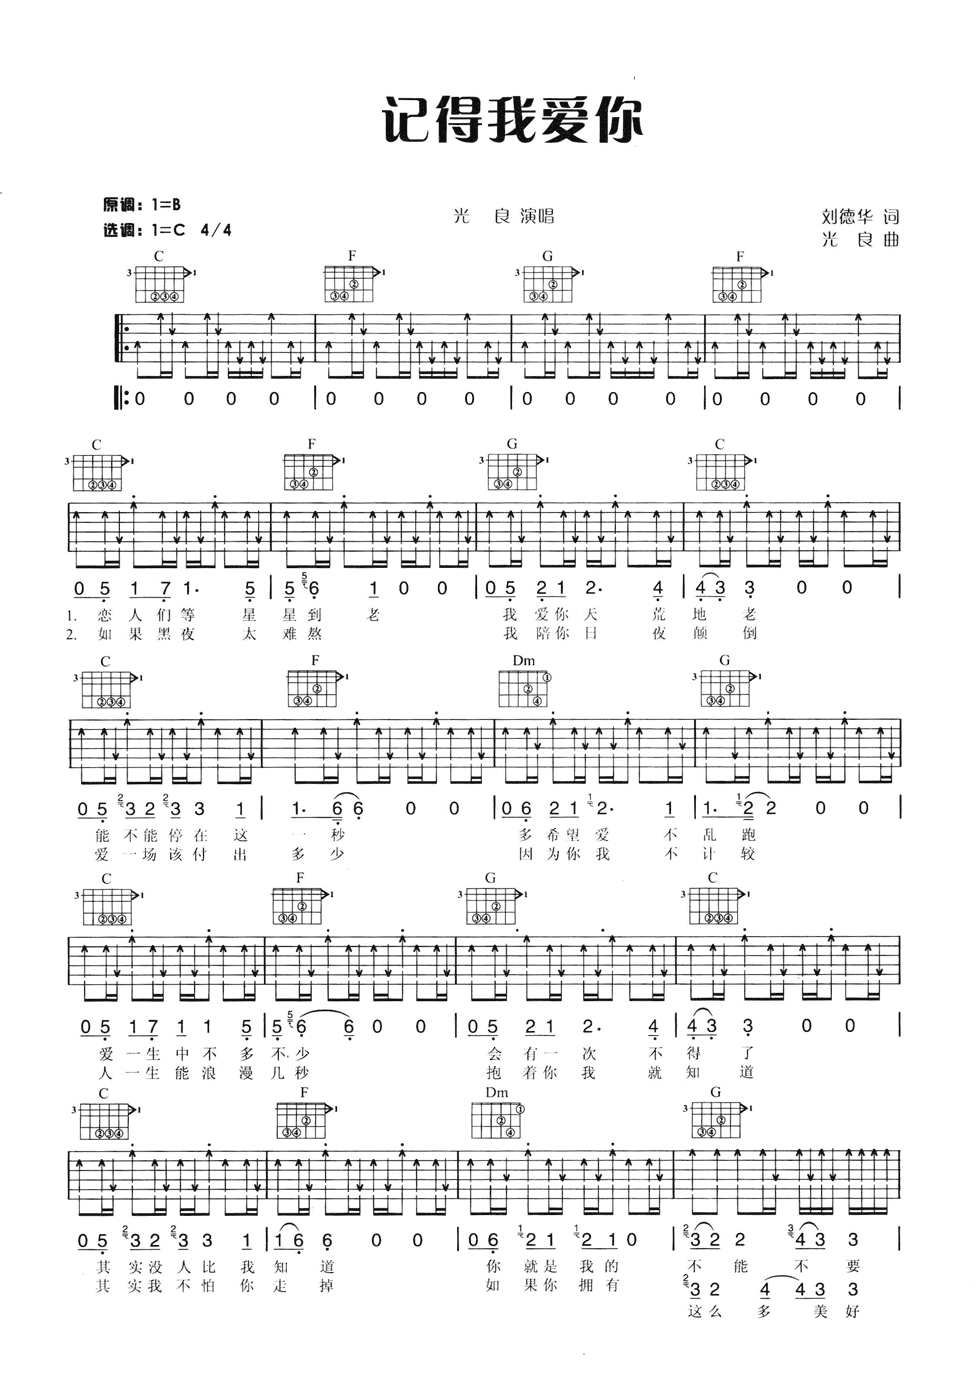 记得我爱你
原调：1=B
选调：1=C 4/4
光 良 演唱
刘德华 词
光 良 曲
C F G F
0 0 0 0 | 0 0 0 0 | 0 0 0 0 | 0 0 0 0 |
C F G C
0 5 1 7 1· 5 | 5 6 1 0 0 | 0 5 2 1 2· 4 | 4 3 3 0 0 |
1. 恋 人 们 等 星 星 到 老 我 爱 你 天 荒 地 老
2. 如 果 黑 夜 太 难 熬 我 陪 你 日 夜 颠 倒
C F Dm G
0 5 3 2 3 3 1 | 1· 6 6 0 0 | 0 6 2 1 2· 1 | 1· 2 2 0 0 |
能 不 能 停 在 这 一 秒 多 希 望 爱 不 乱 跑
爱 一 场 该 付 出 多 少 因 为 你 我 不 计 较
C F G C
0 5 1 7 1 1 5 | 5 6 6 0 0 | 0 5 2 1 2· 4 | 4 3 3 0 0 |
爱 一 生 中 不 多 不 少 会 有 一 次 不 得 了
人 一 生 能 浪 漫 几 秒 抱 着 你 我 就 知 道
C F Dm G
0 5 3 2 3 3 1 | 1 6 6 0 0 | 0 6 2 1 2 1 0 | 3 2 2 4 3 3 |
其 实 没 人 比 我 知 道 你 就 是 我 的 不 能 不 要
其 实 我 不 怕 你 走 掉 如 果 你 拥 有
3 2 4 4 3 3
这 么 多 美 好